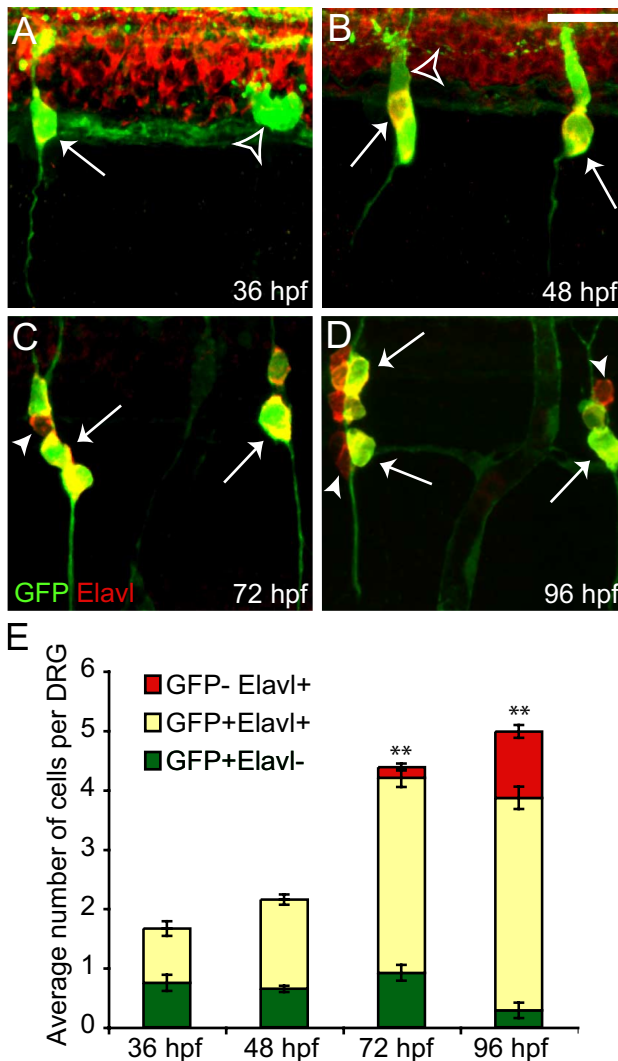 A
B
36 hpf
48 hpf
C
D
GFP Elavl
72 hpf
96 hpf
E
Average number of cells per DRG
6
5
4
3
2
1
0
GFP- Elavl+
GFP+Elavl+
GFP+Elavl-
**
**
36 hpf
48 hpf
72 hpf
96 hpf